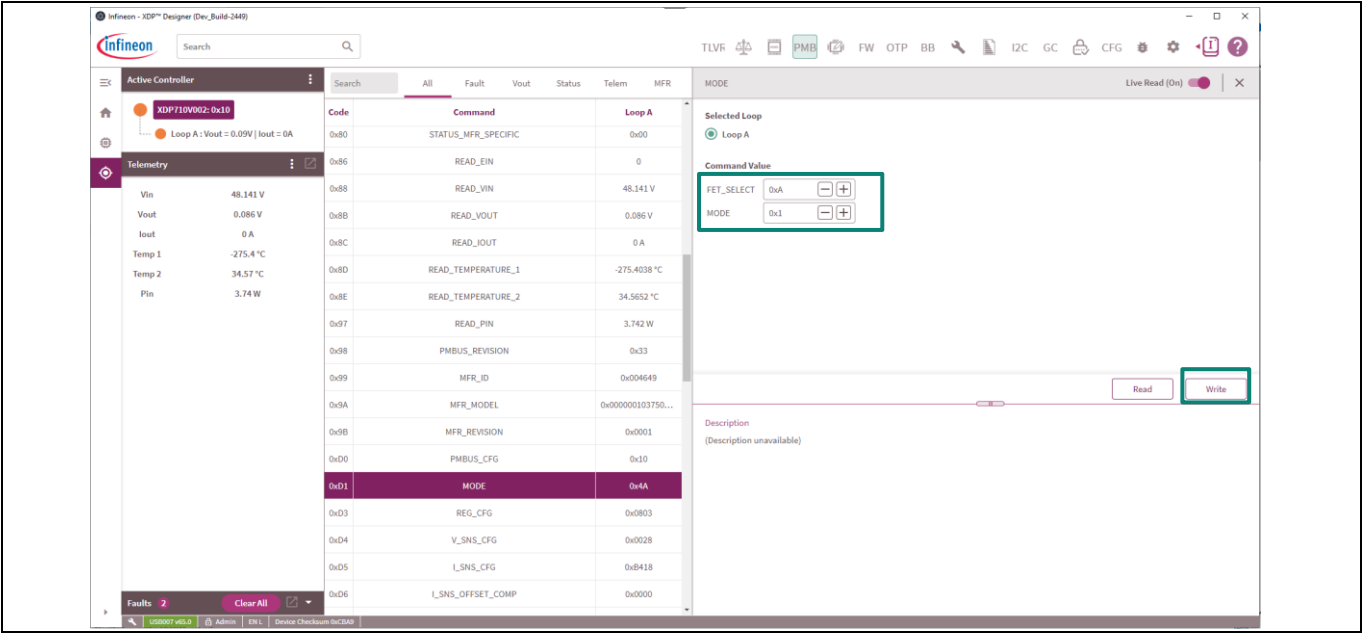 Infineon - XDP™ Designer (Dev_Build-2449)
infineon
Search
TLVR
PMB
FW
OTP
BB
I2C
GC
CFG
Active Controller
XDP710V002: 0x10
Loop A : Vout = 0.09V | Iout = 0A
Telemetry
Vin 48.141 V
Vout 0.086 V
Iout 0 A
Temp 1 -275.4 °C
Temp 2 34.57 °C
Pin 3.74 W
Faults 2 Clear All
Search All Fault Vout Status Telem MFR
Code Command Loop A
0x80 STATUS_MFR_SPECIFIC 0x00
0x86 READ_EIN 0
0x88 READ_VIN 48.141 V
0x8B READ_VOUT 0.086 V
0x8C READ_IOUT 0 A
0x8D READ_TEMPERATURE_1 -275.4038 °C
0x8E READ_TEMPERATURE_2 34.5652 °C
0x97 READ_PIN 3.742 W
0x98 PMBUS_REVISION 0x33
0x99 MFR_ID 0x004649
0x9A MFR_MODEL 0x000000103750...
0x9B MFR_REVISION 0x0001
0xD0 PMBUS_CFG 0x10
0xD1 MODE 0x4A
0xD3 REG_CFG 0x0803
0xD4 V_SNS_CFG 0x0028
0xD5 I_SNS_CFG 0xB418
0xD6 I_SNS_OFFSET_COMP 0x0000
MODE Live Read (On)
Selected Loop
Loop A
Command Value
FET_SELECT 0xA
MODE 0x1
Read Write
Description
(Description unavailable)
USB007 v65.0 Admin EN L Device Checksum 0xCBA9